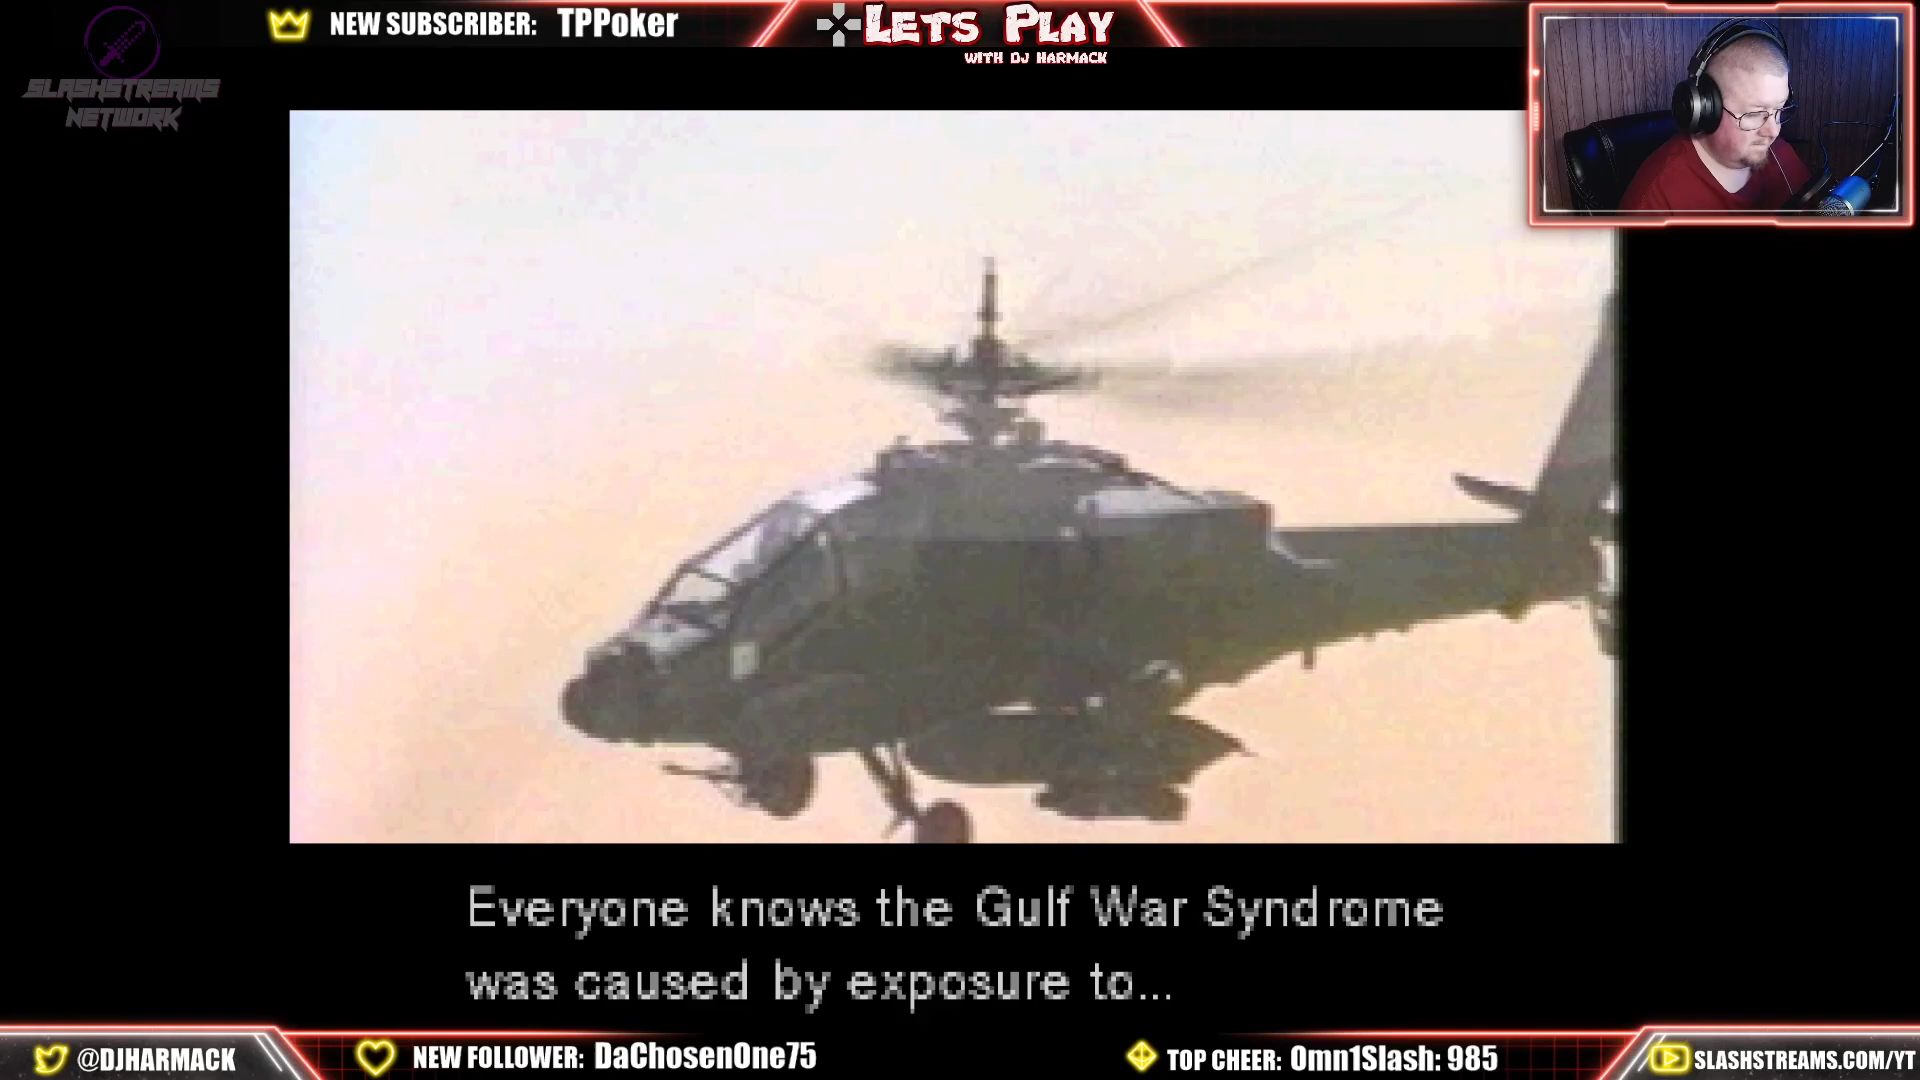 NEW SUBSCRIBER: TPPoker
LETS PLAY
WITH DJ HARMACK
SLASHSTREAMS
NETWORK
Everyone knows the Gulf War Syndrome
was caused by exposure to...
@DJHARMACK
NEW FOLLOWER: DaChosenOne75
TOP CHEER: Omn1Slash: 985
SLASHSTREAMS.COM/YT